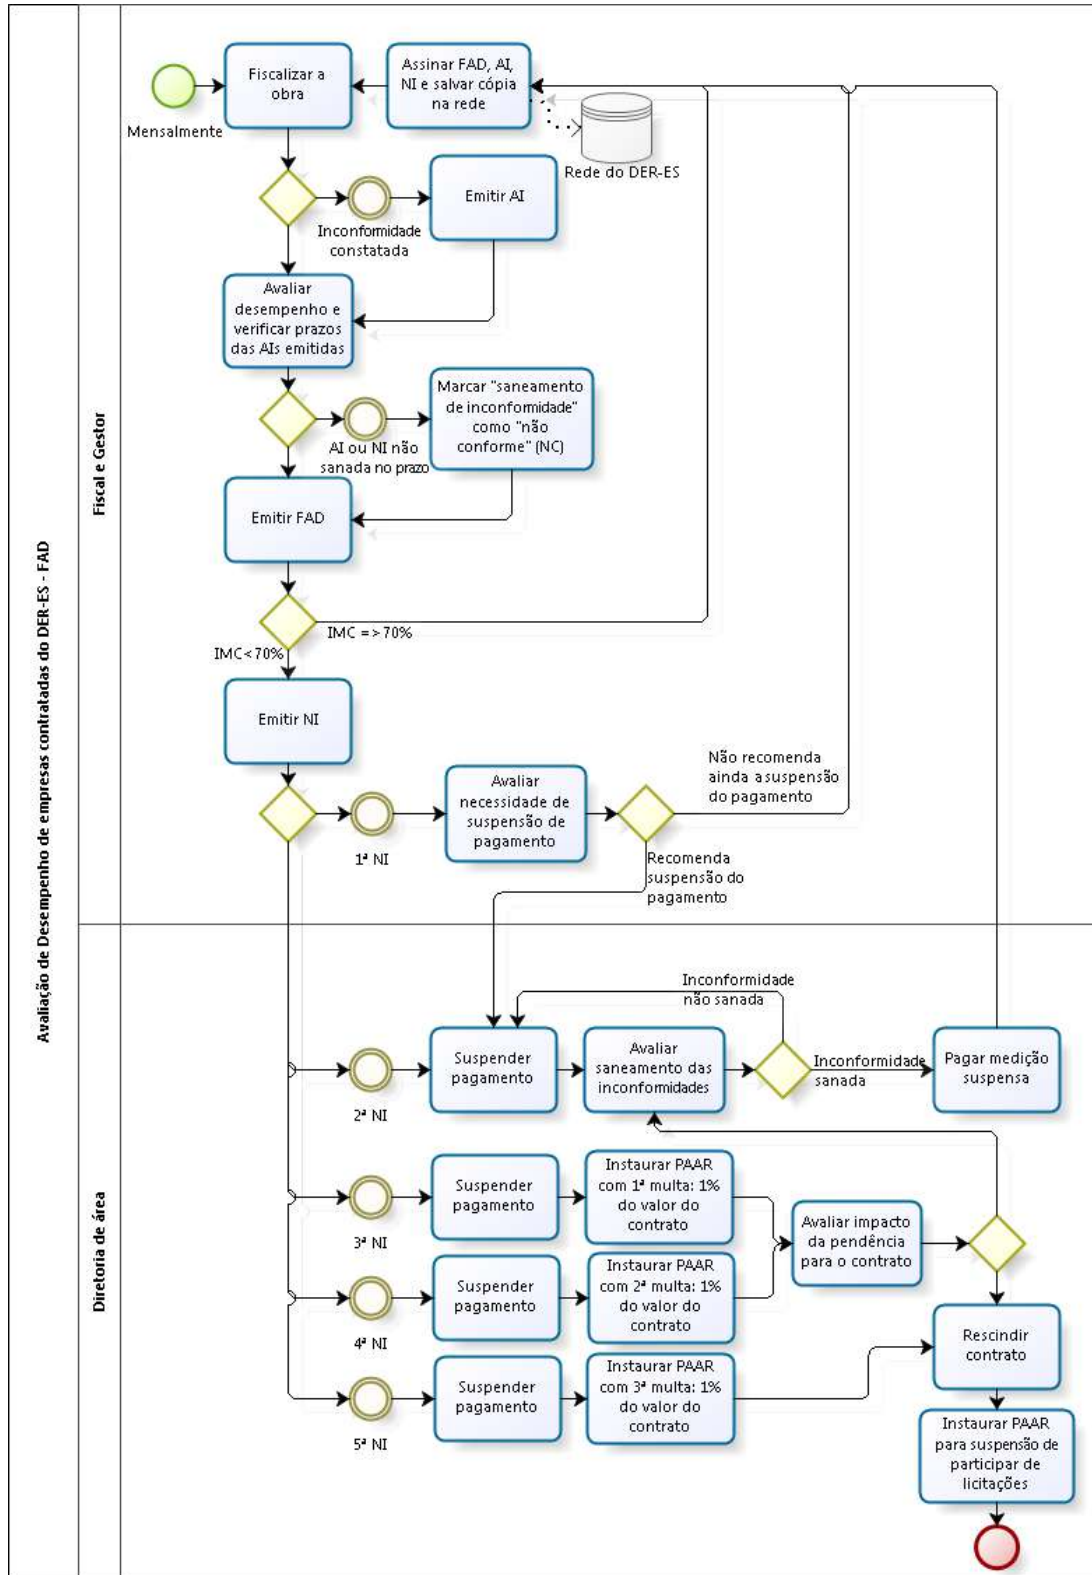 Avaliação de Desempenho de empresas contratadas do DER-ES - FAD
Fiscal e Gestor
Mensalmente
Fiscalizar a
obra
Assinar FAD, AI,
NI e salvar cópia
na rede
Rede do DER-ES
Inconformidade
constatada
Emitir AI
Avaliar
desempenho e
verificar prazos
das AIs emitidas
AI ou NI não
sanada no prazo
Marcar "saneamento
de inconformidade"
como "não
conforme" (NC)
Emitir FAD
IMC =>70%
IMC<70%
Emitir NI
1ª NI
Avaliar
necessidade de
suspensão de
pagamento
Não recomenda
ainda a suspensão
do pagamento
Recomenda
suspensão do
pagamento
Diretoria de área
2ª NI
Suspender
pagamento
Avaliar
saneamento das
inconformidades
Inconformidade
não sanada
Inconformidade
sanada
Pagar medição
suspensa
3ª NI
Suspender
pagamento
Instaurar PAAR
com 1ª multa: 1%
do valor do
contrato
Avaliar impacto
da pendência
para o contrato
4ª NI
Suspender
pagamento
Instaurar PAAR
com 2ª multa: 1%
do valor do
contrato
Rescindir
contrato
5ª NI
Suspender
pagamento
Instaurar PAAR
com 3ª multa: 1%
do valor do
contrato
Instaurar PAAR
para suspensão de
participar de
licitações